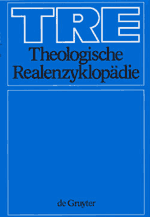 TRE
Theologische
Realenzyklopädie
de Gruyter